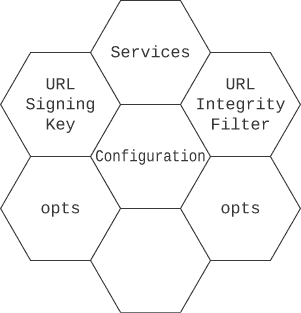 Services
URL
Signing
Key
URL
Integrity
Filter
Configuration
opts
opts